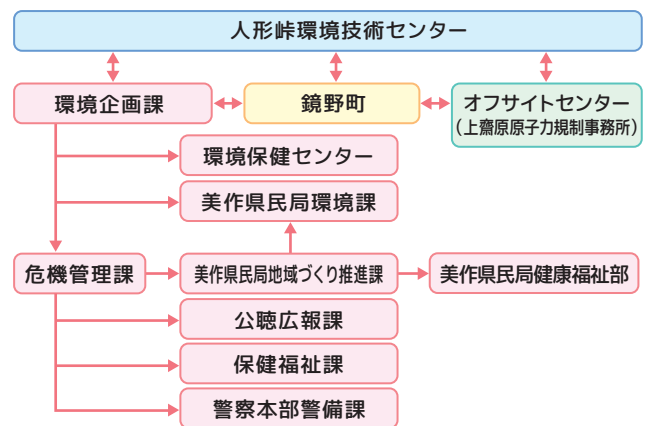 人形峠環境技術センター
環境企画課
鏡野町
オフサイトセンター
(上齋原原子力規制事務所)
環境保健センター
美作県民局環境課
危機管理課
美作県民局地域づくり推進課
美作県民局健康福祉部
公聴広報課
保健福祉課
警察本部警備課